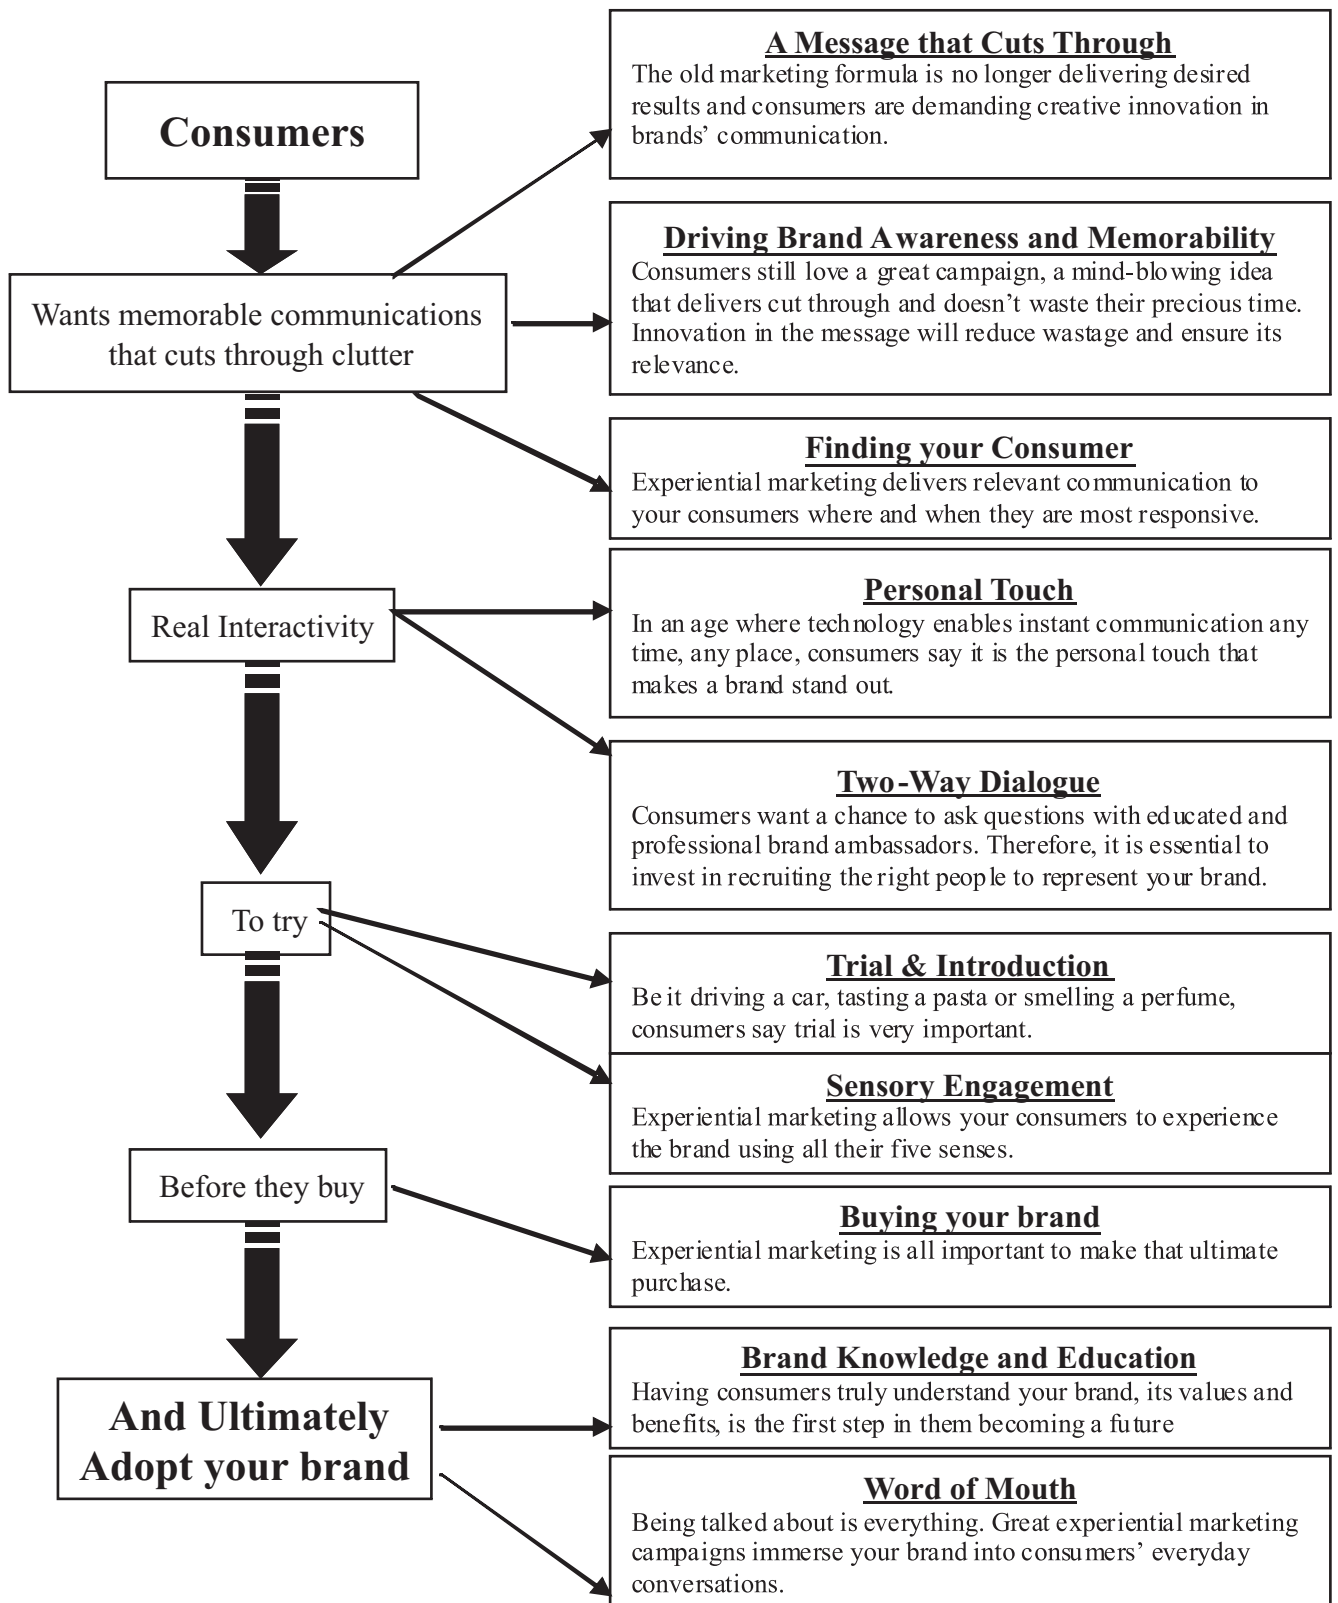 Consumers
Wants memorable communications
that cuts through clutter
A Message that Cuts Through
The old marketing formula is no longer delivering desired
results and consumers are demanding creative innovation in
brands’ communication.
Driving Brand Awareness and Memorability
Consumers still love a great campaign, a mind-blowing idea
that delivers cut through and doesn’t waste their precious time.
Innovation in the message will reduce wastage and ensure its
relevance.
Finding your Consumer
Experiential marketing delivers relevant communication to
your consumers where and when they are most responsive.
Real Interactivity
Personal Touch
In an age where technology enables instant communication any
time, any place, consumers say it is the personal touch that
makes a brand stand out.
Two-Way Dialogue
Consumers want a chance to ask questions with educated and
professional brand ambassadors. Therefore, it is essential to
invest in recruiting the right people to represent your brand.
To try
Trial & Introduction
Be it driving a car, tasting a pasta or smelling a perfume,
consumers say trial is very important.
Sensory Engagement
Experiential marketing allows your consumers to experience
the brand using all their five senses.
Before they buy
Buying your brand
Experiential marketing is all important to make that ultimate
purchase.
And Ultimately
Adopt your brand
Brand Knowledge and Education
Having consumers truly understand your brand, its values and
benefits, is the first step in them becoming a future
Word of Mouth
Being talked about is everything. Great experiential marketing
campaigns immerse your brand into consumers’ everyday
conversations.